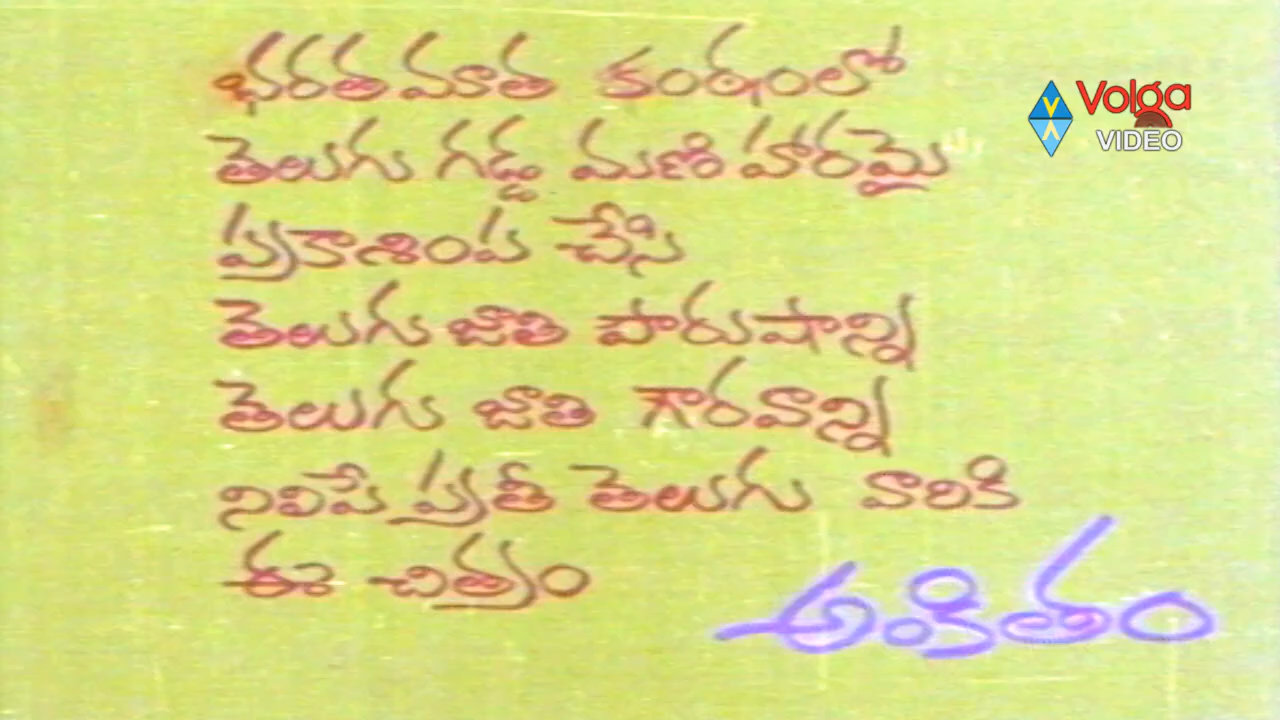 భరతమాత కంఠంలో
తెలుగు గడ్డ మణి హారమై
ప్రకాశింప చేసి
తెలుగు జాతి పౌరుషాన్ని
తెలుగు జాతి గౌరవాన్ని
నిలిపే ప్రతీ తెలుగు వారికి
ఈ చిత్రం
అంకితం
Volga
VIDEO